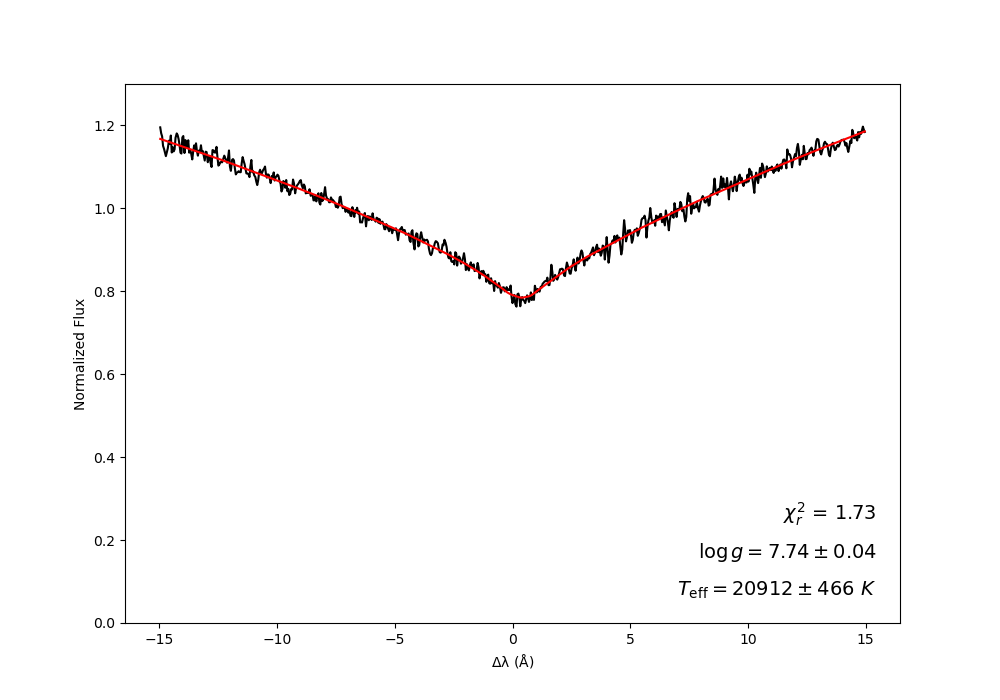 1.2
1.0
0.8
0.6
0.4
0.2
0.0
Normalized Flux
χ²ᵣ = 1.73
log g = 7.74 ± 0.04
T_eff = 20912 ± 466 K
−15 −10 −5 0 5 10 15
Δλ (Å)